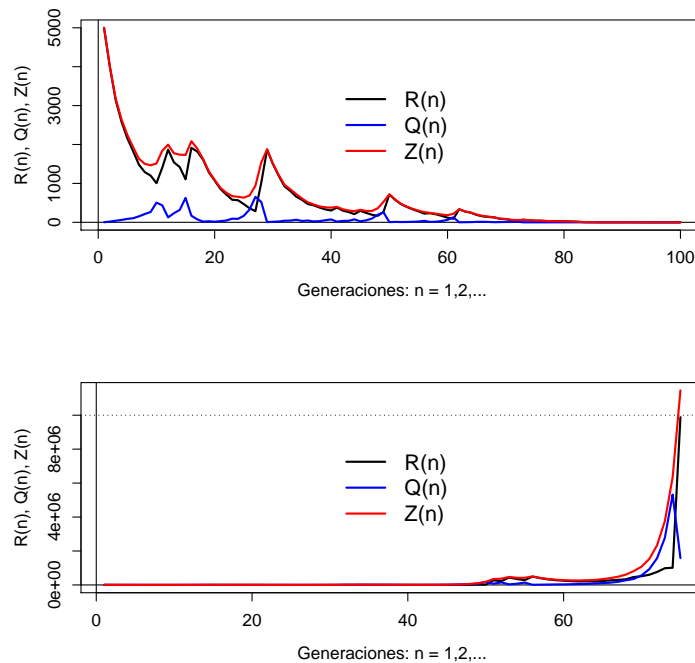 R(n), Q(n), Z(n)
5000
3000
1000
0
R(n)
Q(n)
Z(n)
0 20 40 60 80 100
Generaciones: n = 1,2,...
R(n), Q(n), Z(n)
8e+06
4e+06
0e+00
R(n)
Q(n)
Z(n)
0 20 40 60
Generaciones: n = 1,2,...